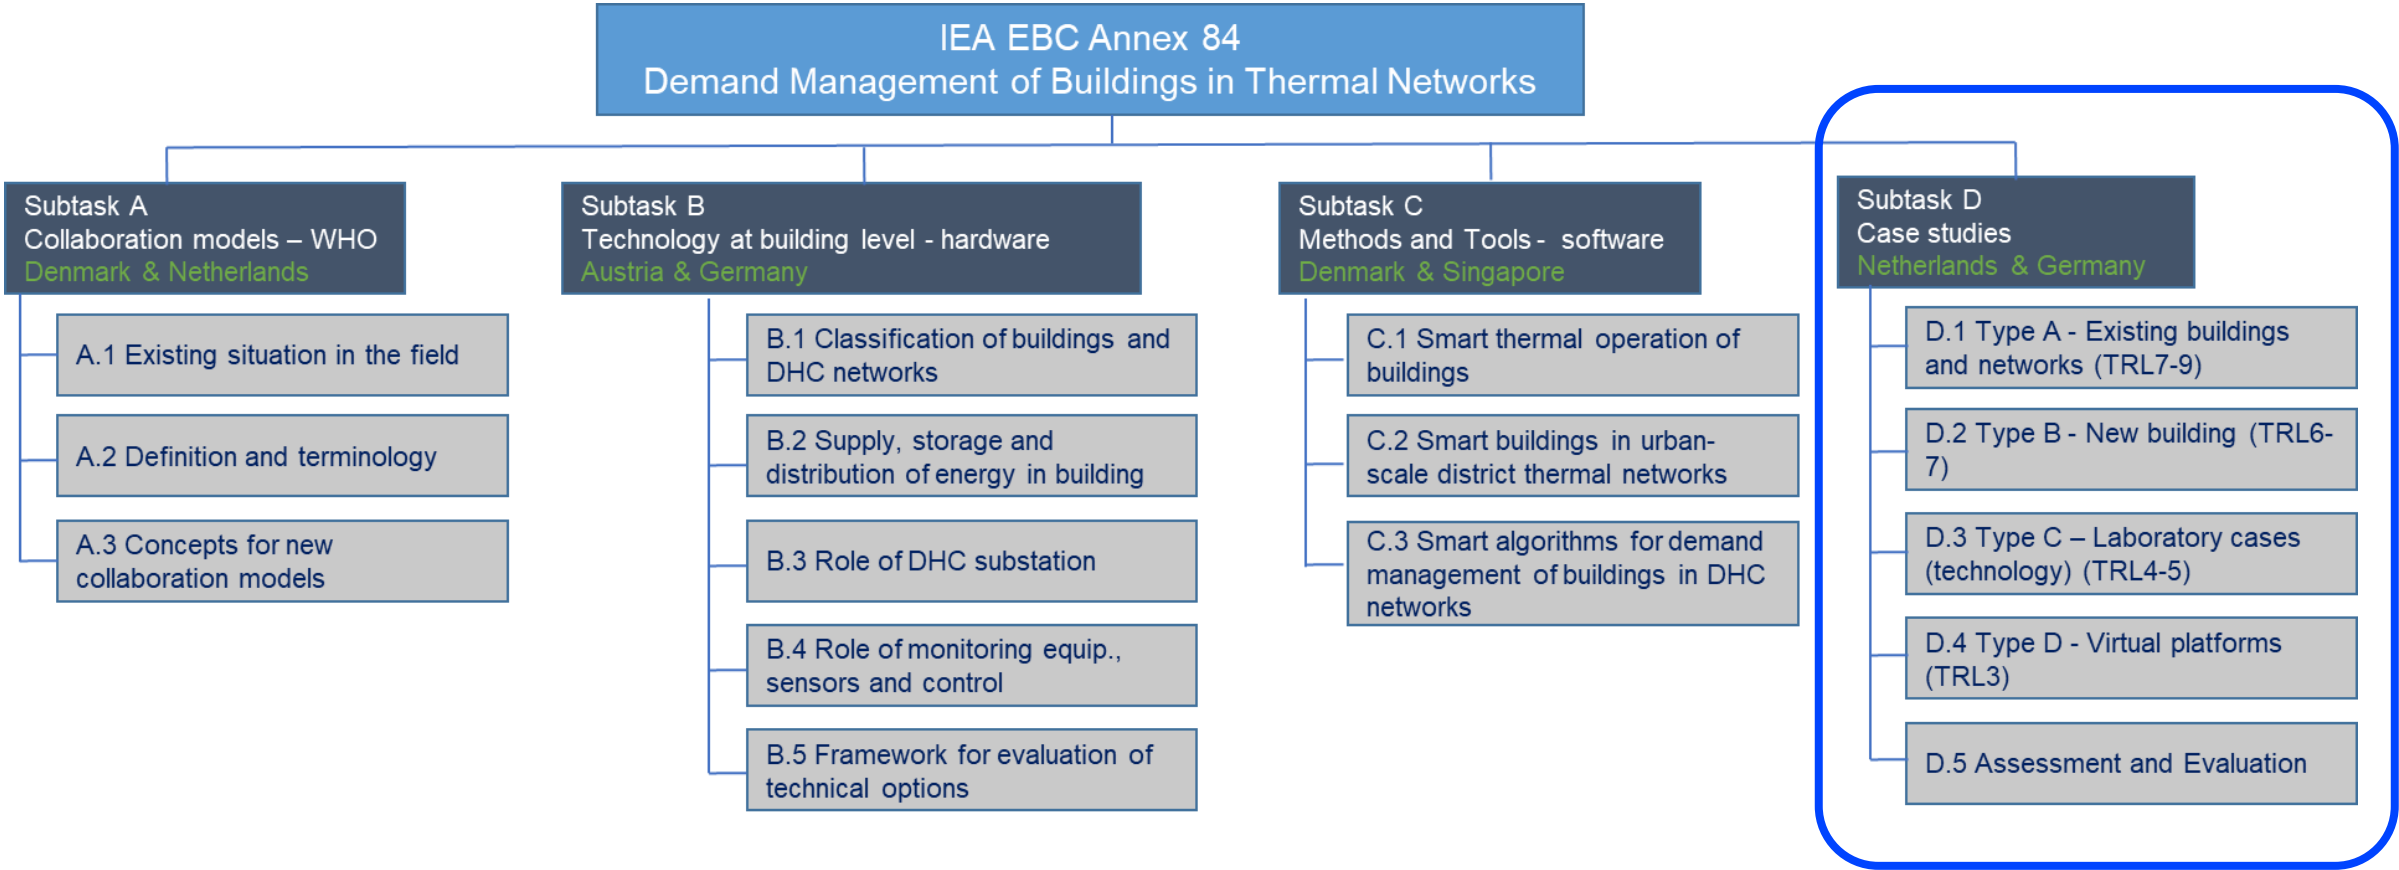 IEA EBC Annex 84
Demand Management of Buildings in Thermal Networks
Subtask A
Collaboration models – WHO
Denmark & Netherlands
A.1 Existing situation in the field
A.2 Definition and terminology
A.3 Concepts for new
collaboration models
Subtask B
Technology at building level - hardware
Austria & Germany
B.1 Classification of buildings and
DHC networks
B.2 Supply, storage and
distribution of energy in building
B.3 Role of DHC substation
B.4 Role of monitoring equip.,
sensors and control
B.5 Framework for evaluation of
technical options
Subtask C
Methods and Tools - software
Denmark & Singapore
C.1 Smart thermal operation of
buildings
C.2 Smart buildings in urban-
scale district thermal networks
C.3 Smart algorithms for demand
management of buildings in DHC
networks
Subtask D
Case studies
Netherlands & Germany
D.1 Type A - Existing buildings
and networks (TRL7-9)
D.2 Type B - New building (TRL6-
7)
D.3 Type C – Laboratory cases
(technology) (TRL4-5)
D.4 Type D - Virtual platforms
(TRL3)
D.5 Assessment and Evaluation